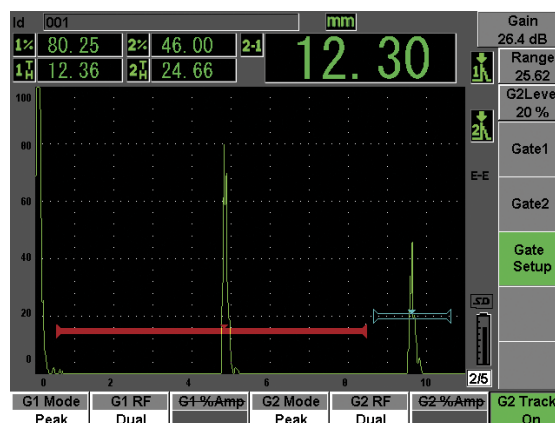 Id 001 mm Gain
26.4 dB
1% 80.25 2% 46.00 2-1 12.30
1TH 12.36 2TH 24.66
Range
25.62
G2Leve
20 %
Gate1
E-E
Gate2
Gate
Setup
SD
2/5
100
80
60
40
20
0
0 2 4 6 8 10
G1 Mode G1 RF G1 %Amp G2 Mode G2 RF G2 %Amp G2 Track
Peak Dual Peak Dual On